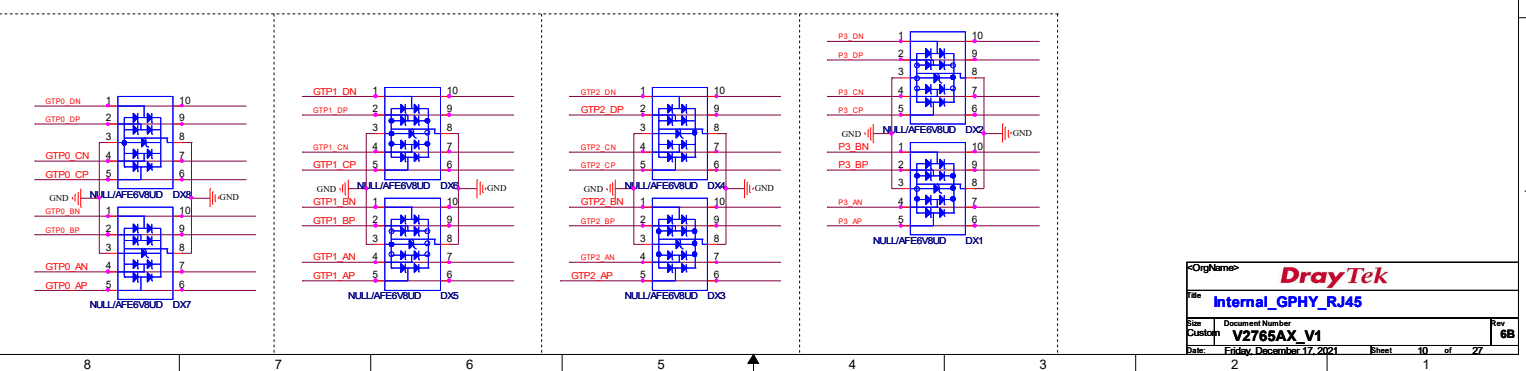 GTP0_DN 1 10
GTP0_DP 2 9
3 8
GTP0_CN 4 7
GTP0_CP 5 6
NULL/AFE6V8UD DX8
GND GND
GTP0_BN 1 10
GTP0_BP 2 9
3 8
GTP0_AN 4 7
GTP0_AP 5 6
NULL/AFE6V8UD DX7
GTP1_DN 1 10
GTP1_DP 2 9
3 8
GTP1_CN 4 7
GTP1_CP 5 6
NULL/AFE6V8UD DX6
GND GND
GTP1_BN 1 10
GTP1_BP 2 9
3 8
GTP1_AN 4 7
GTP1_AP 5 6
NULL/AFE6V8UD DX5
GTP2_DN 1 10
GTP2_DP 2 9
3 8
GTP2_CN 4 7
GTP2_CP 5 6
NULL/AFE6V8UD DX4
GND GND
GTP2_BN 1 10
GTP2_BP 2 9
3 8
GTP2_AN 4 7
GTP2_AP 5 6
NULL/AFE6V8UD DX3
P3_DN 1 10
P3_DP 2 9
3 8
P3_CN 4 7
P3_CP 5 6
NULL/AFE6V8UD DX2
GND GND
P3_BN 1 10
P3_BP 2 9
3 8
P3_AN 4 7
P3_AP 5 6
NULL/AFE6V8UD DX1
<OrgName>
DrayTek
Title
Internal_GPHY_RJ45
Size Document Number Rev
Custom V2765AX_V1 6B
Date: Friday, December 17, 2021 Sheet 10 of 27
8 7 6 5 4 3 2 1